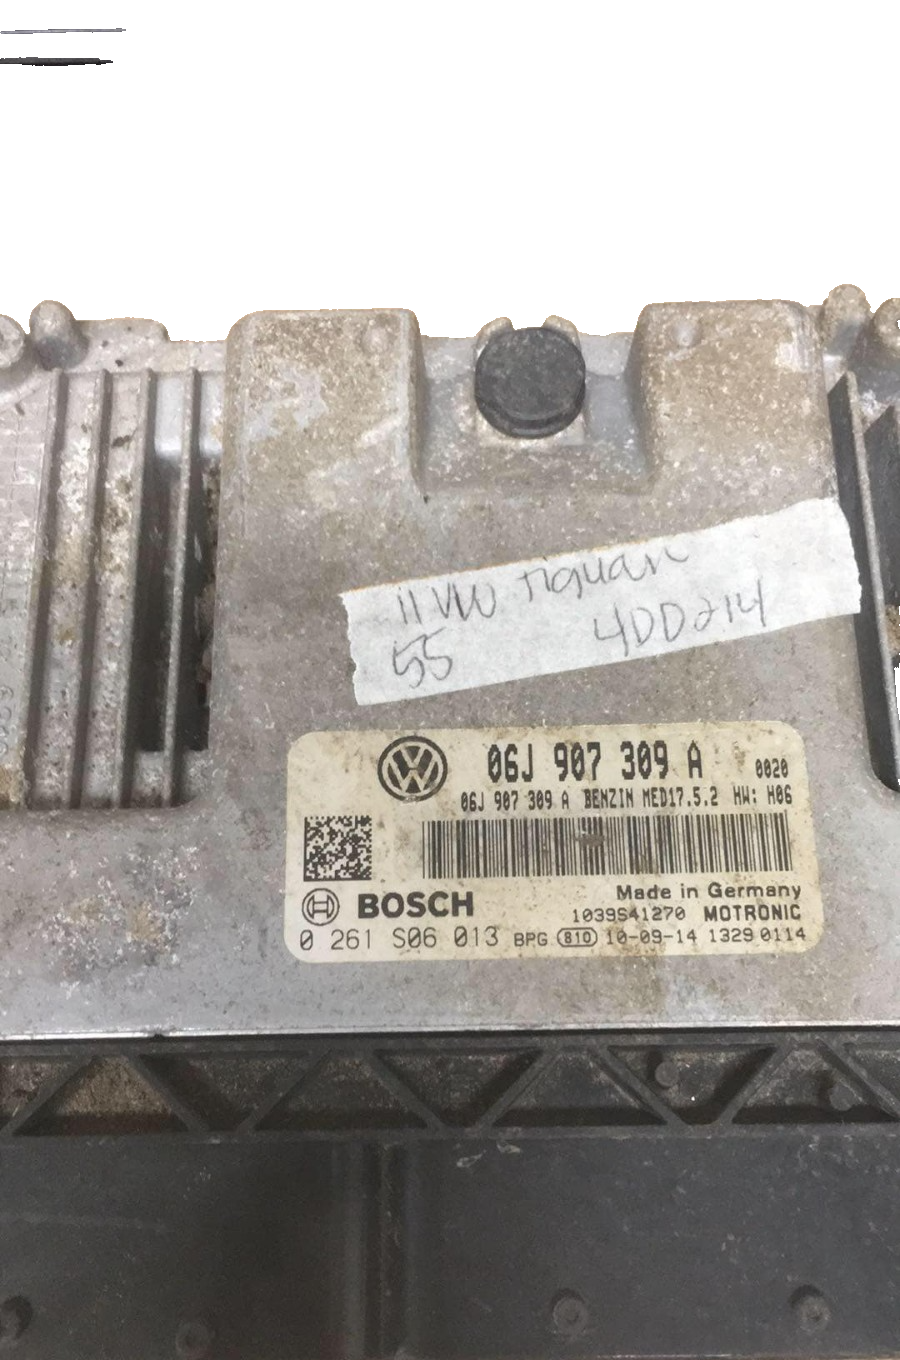 11 VW Tiguan
55 4DD214
06J 907 309 A 0020
06J 907 309 A BENZIN MED17.5.2 HW: H06
Made in Germany
BOSCH 1039S41270 MOTRONIC
0 261 S06 013 BPG 810 10-09-14 1329 0114